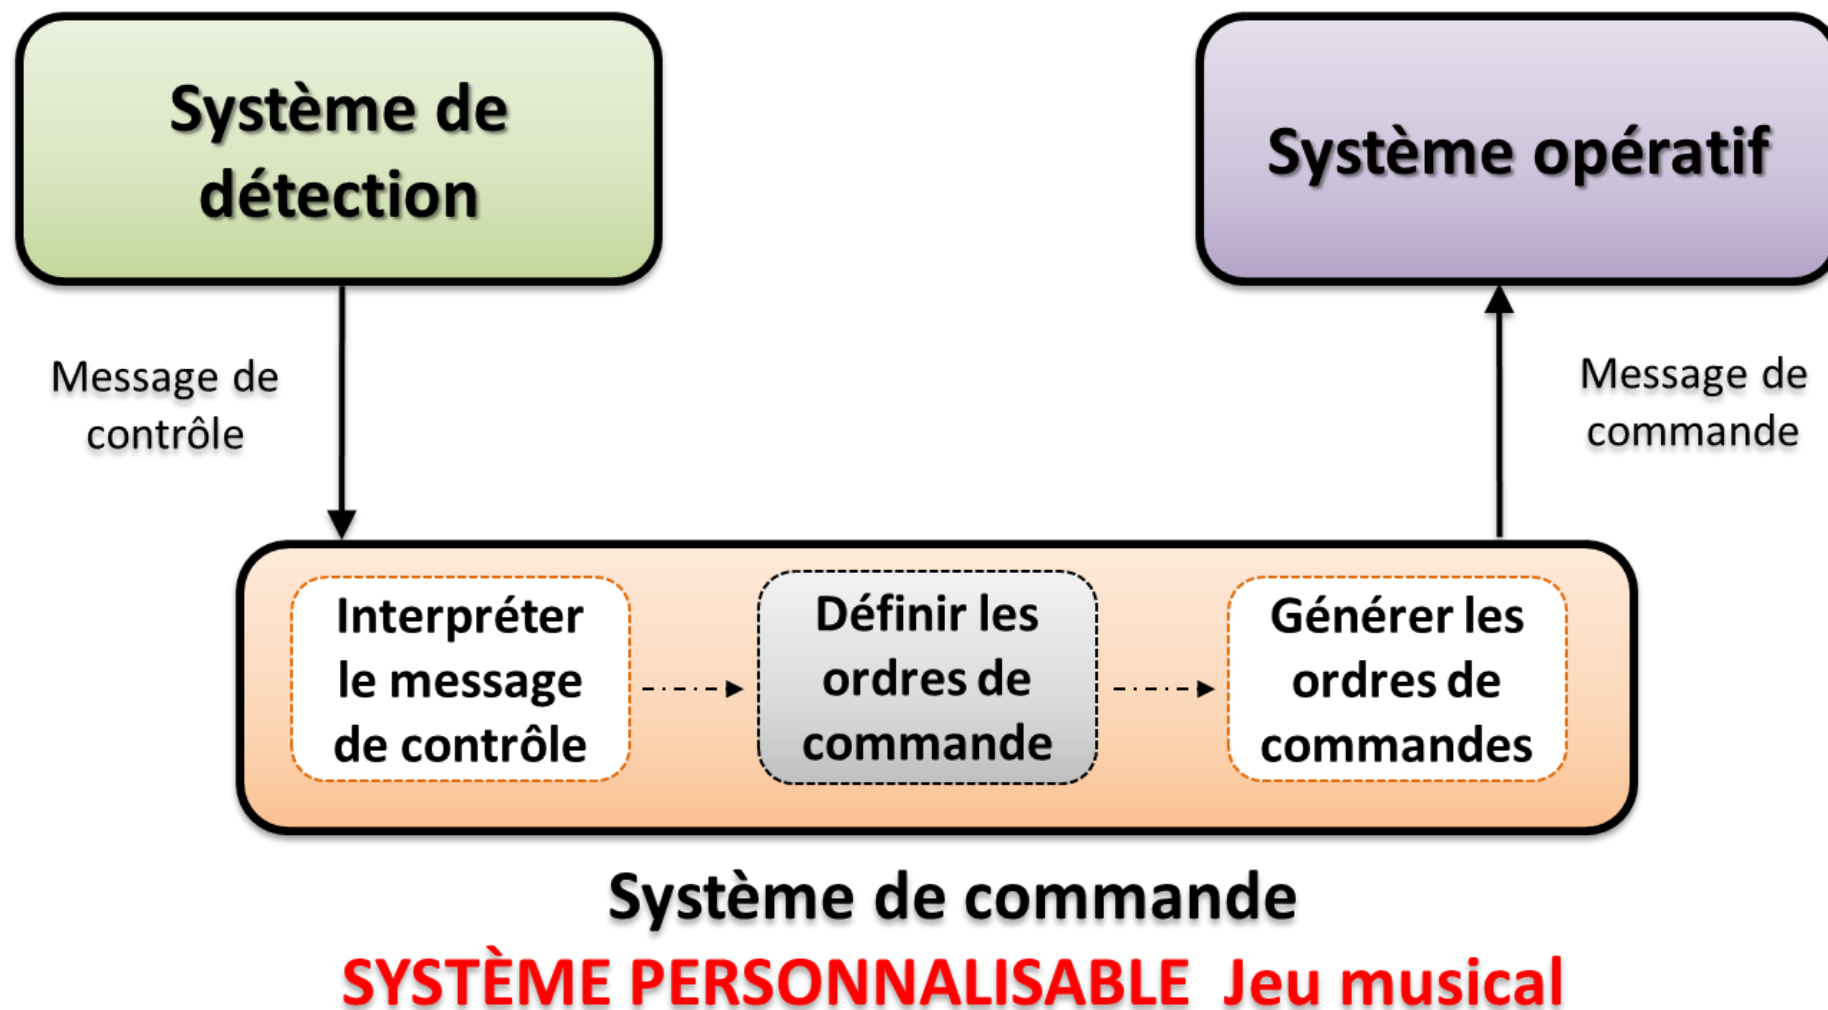 Système de
détection
Système opératif
Message de
contrôle
Message de
commande
Interpréter
le message
de contrôle
Définir les
ordres de
commande
Générer les
ordres de
commandes
Système de commande
SYSTÈME PERSONNALISABLE Jeu musical